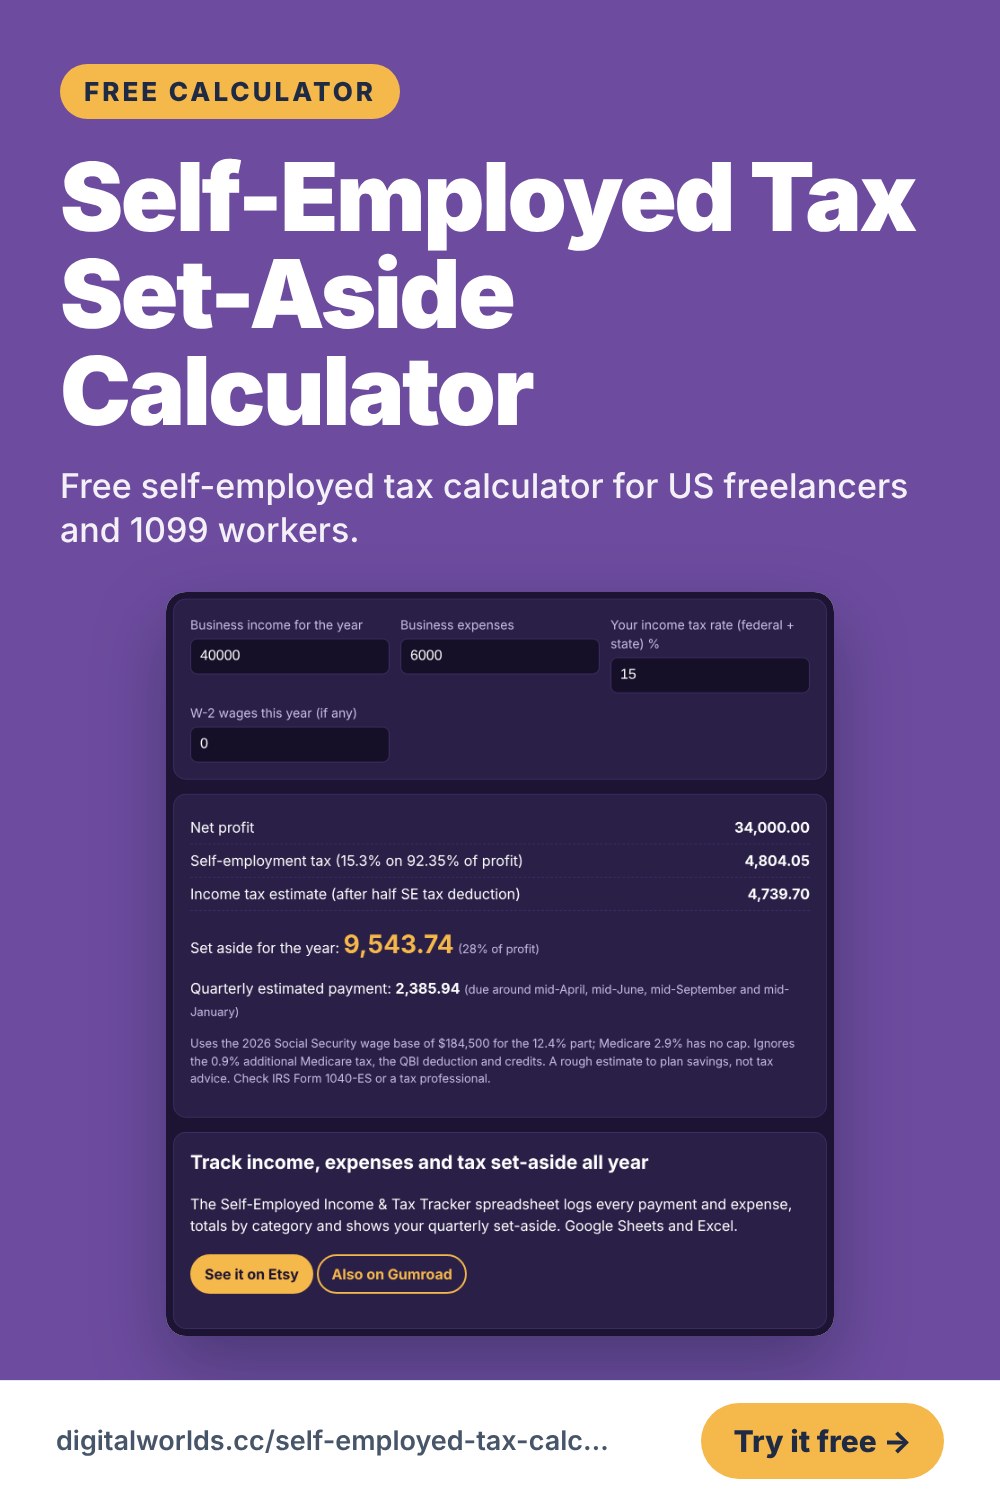 FREE CALCULATOR
Self-Employed Tax
Set-Aside
Calculator
Free self-employed tax calculator for US freelancers
and 1099 workers.
Business income for the year
40000
Business expenses
6000
Your income tax rate (federal +
state) %
15
W-2 wages this year (if any)
0
Net profit 34,000.00
Self-employment tax (15.3% on 92.35% of profit) 4,804.05
Income tax estimate (after half SE tax deduction) 4,739.70
Set aside for the year: 9,543.74 (28% of profit)
Quarterly estimated payment: 2,385.94 (due around mid-April, mid-June, mid-September and mid-
January)
Uses the 2026 Social Security wage base of $184,500 for the 12.4% part; Medicare 2.9% has no cap. Ignores
the 0.9% additional Medicare tax, the QBI deduction and credits. A rough estimate to plan savings, not tax
advice. Check IRS Form 1040-ES or a tax professional.
Track income, expenses and tax set-aside all year
The Self-Employed Income & Tax Tracker spreadsheet logs every payment and expense,
totals by category and shows your quarterly set-aside. Google Sheets and Excel.
See it on Etsy Also on Gumroad
digitalworlds.cc/self-employed-tax-calc... Try it free →